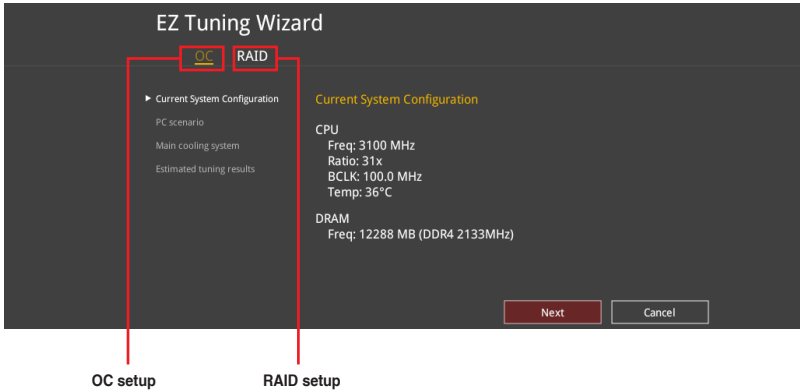 EZ Tuning Wizard
OC RAID
Current System Configuration
PC scenario
Main cooling system
Estimated tuning results
Current System Configuration
CPU
Freq: 3100 MHz
Ratio: 31x
BCLK: 100.0 MHz
Temp: 36°C
DRAM
Freq: 12288 MB (DDR4 2133MHz)
Next Cancel
OC setup RAID setup